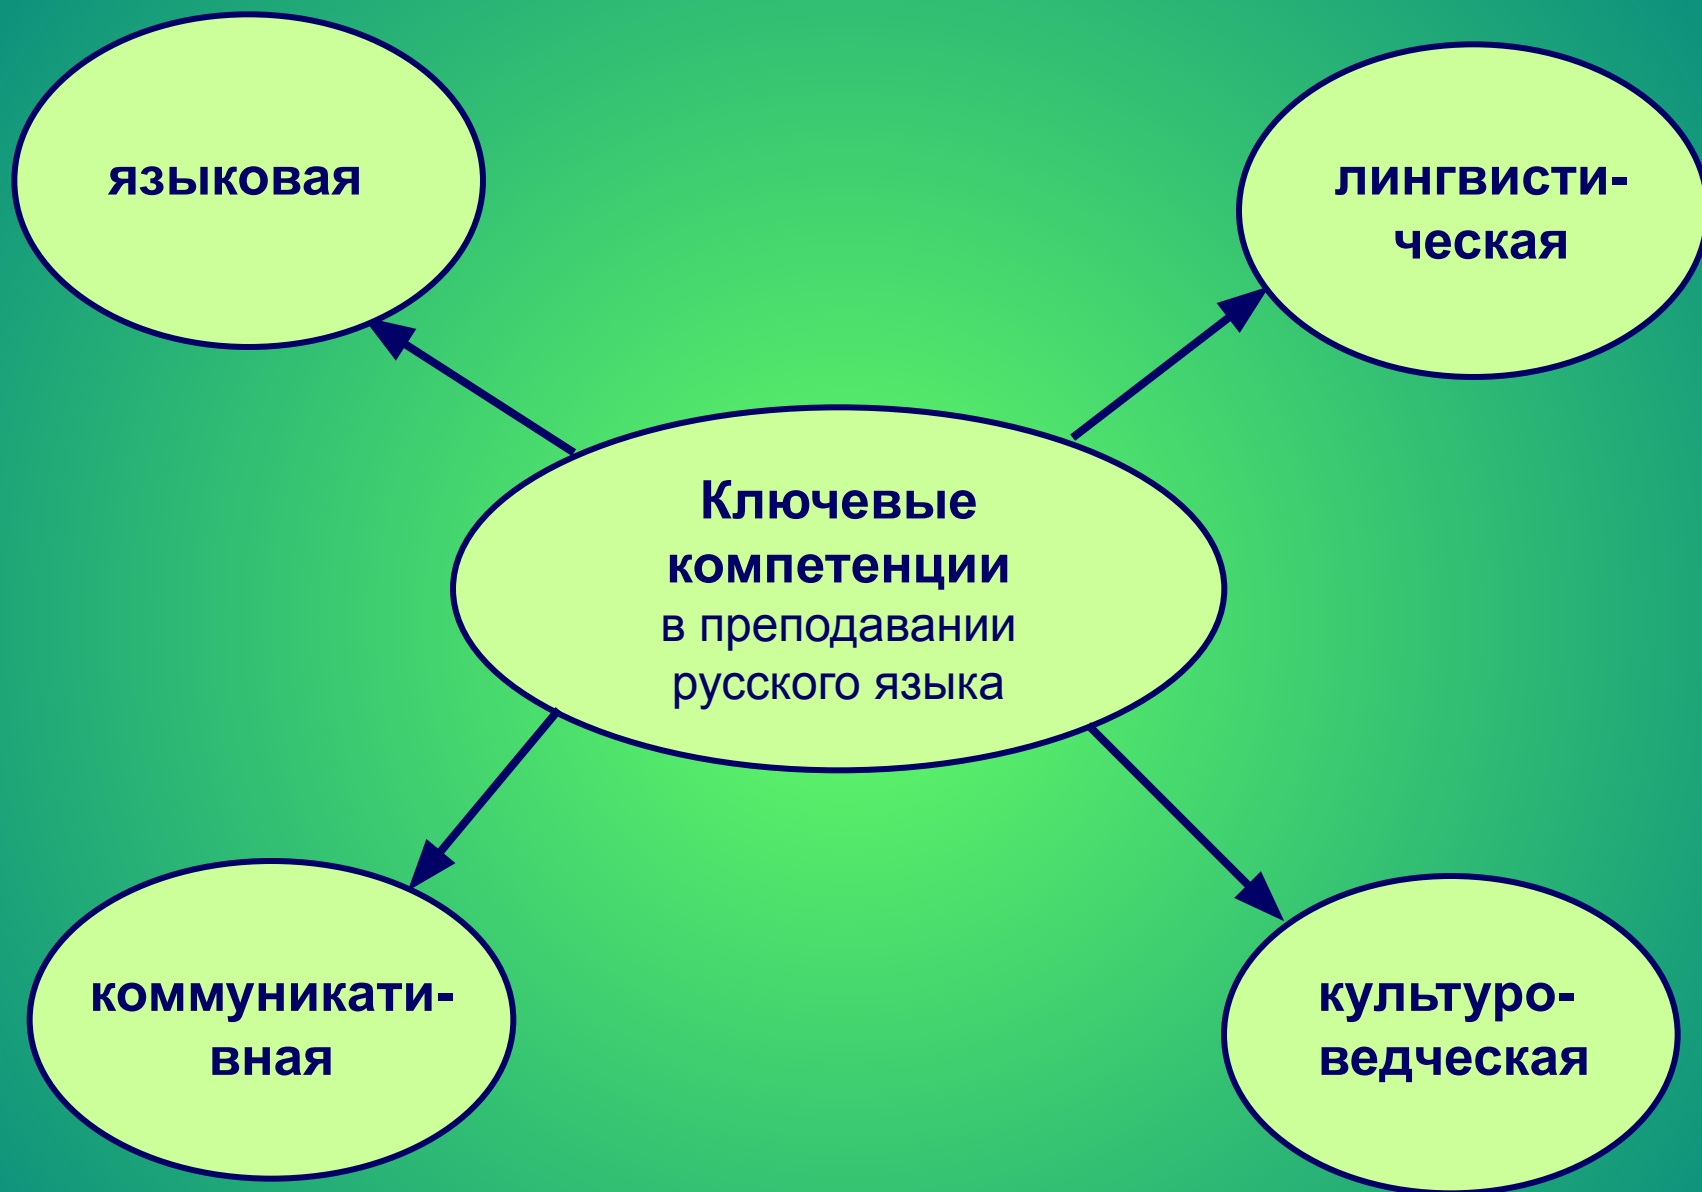 языковая
лингвисти-
ческая
Ключевые
компетенции
в преподавании
русского языка
коммуникати-
вная
культуро-
ведческая